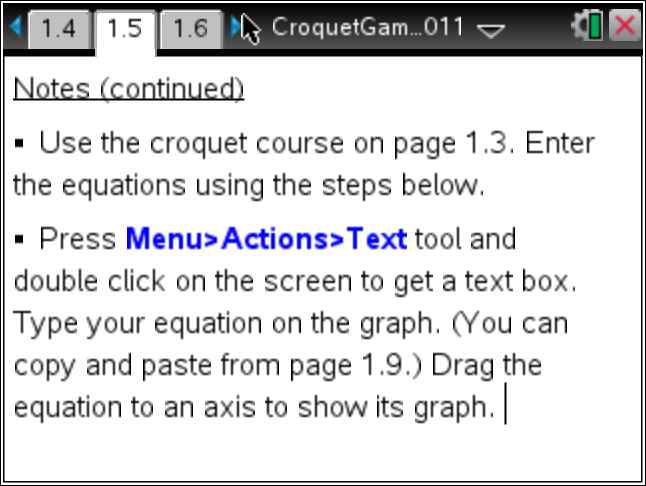 1.4 1.5 1.6 CroquetGam...011
Notes (continued)
▪ Use the croquet course on page 1.3. Enter
the equations using the steps below.
▪ Press Menu>Actions>Text tool and
double click on the screen to get a text box.
Type your equation on the graph. (You can
copy and paste from page 1.9.) Drag the
equation to an axis to show its graph.